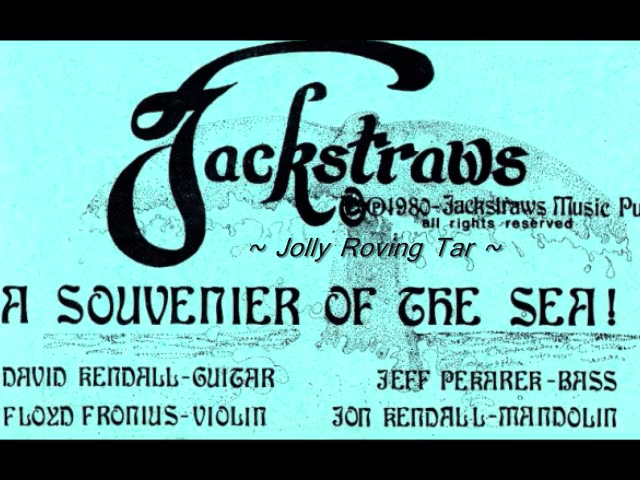 Jackstraws
©℗1980-Jackstraws Music Pu
all rights reserved
~ Jolly Roving Tar ~
A SOUVENIER OF THE SEA!
DAVID KENDALL-GUITAR
JEFF PEKAREK-BASS
FLOYD FRONIUS-VIOLIN
JON KENDALL-MANDOLIN